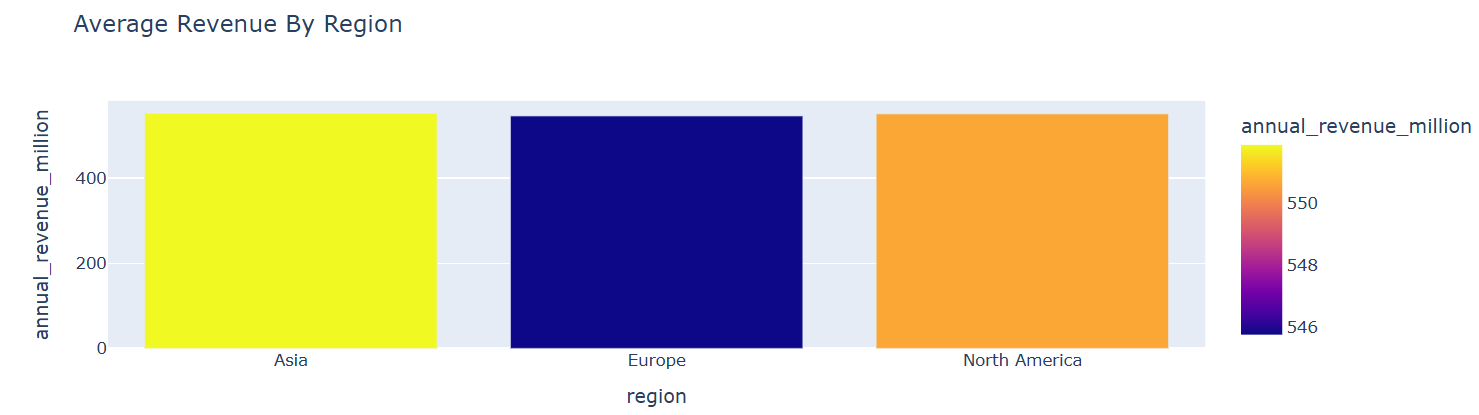 Average Revenue By Region
annual_revenue_million
400
200
0
Asia
Europe
North America
region
annual_revenue_million
550
548
546